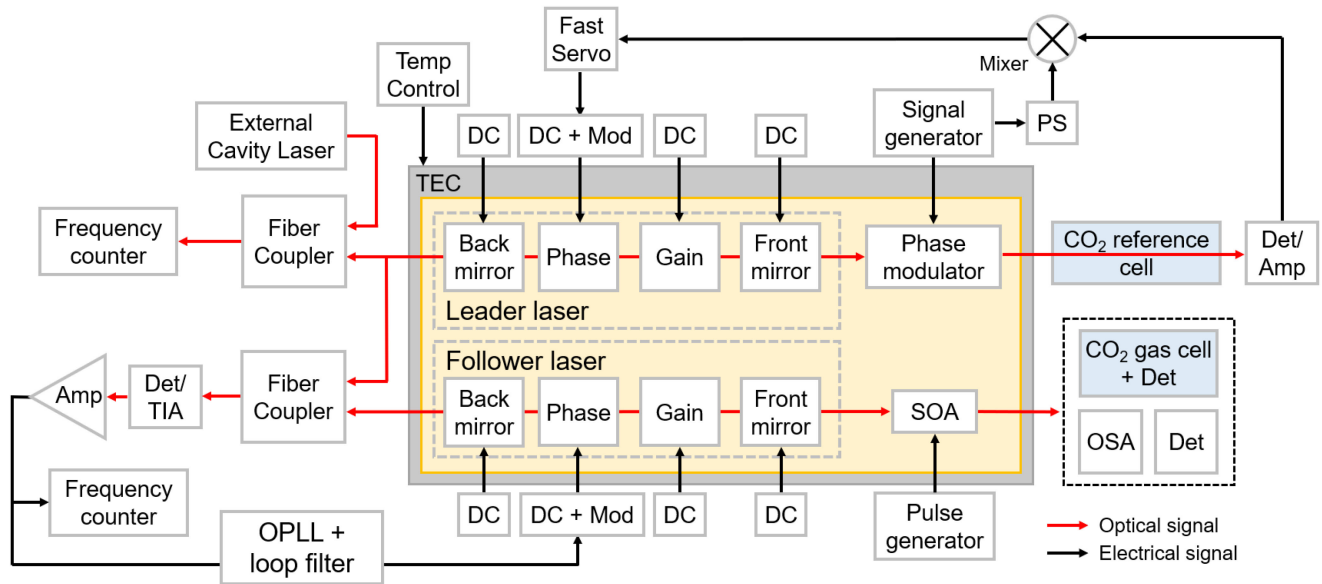 Fast
Servo
Mixer
Temp
Control
Signal
generator
PS
External
Cavity Laser
DC
DC + Mod
DC
DC
TEC
Frequency
counter
Fiber
Coupler
Back
mirror
Phase
Gain
Front
mirror
Phase
modulator
CO₂ reference
cell
Det/
Amp
Leader laser
Follower laser
CO₂ gas cell
+ Det
Amp
Det/
TIA
Fiber
Coupler
Back
mirror
Phase
Gain
Front
mirror
SOA
OSA
Det
Frequency
counter
OPLL +
loop filter
DC
DC + Mod
DC
DC
Pulse
generator
Optical signal
Electrical signal